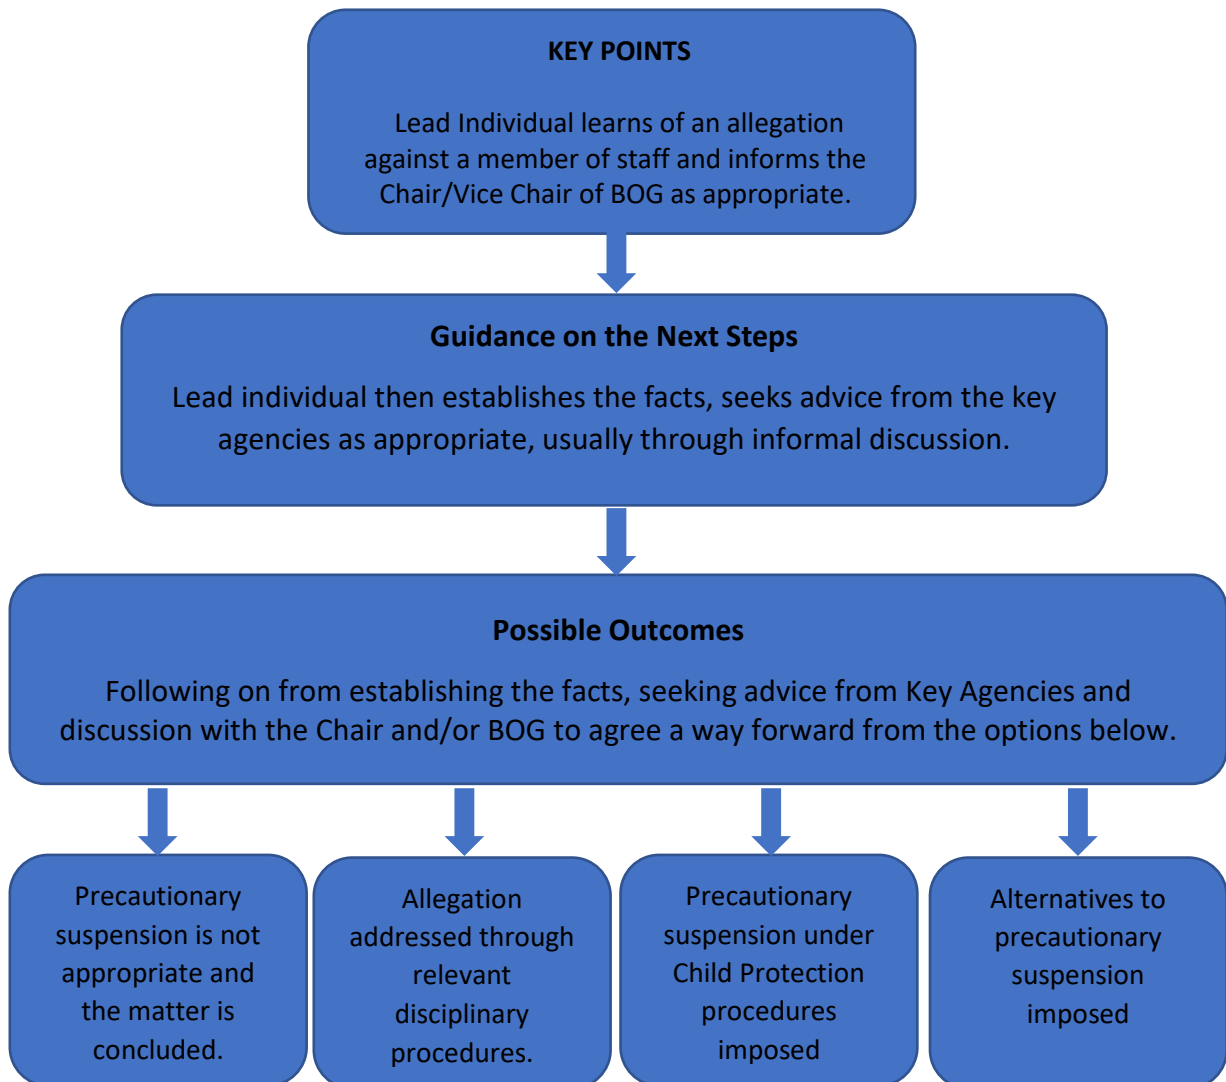 KEY POINTS
Lead Individual learns of an allegation
against a member of staff and informs the
Chair/Vice Chair of BOG as appropriate.
Guidance on the Next Steps
Lead individual then establishes the facts, seeks advice from the key
agencies as appropriate, usually through informal discussion.
Possible Outcomes
Following on from establishing the facts, seeking advice from Key Agencies and
discussion with the Chair and/or BOG to agree a way forward from the options below.
Precautionary
suspension is not
appropriate and
the matter is
concluded.
Allegation
addressed through
relevant
disciplinary
procedures.
Precautionary
suspension under
Child Protection
procedures
imposed
Alternatives to
precautionary
suspension
imposed